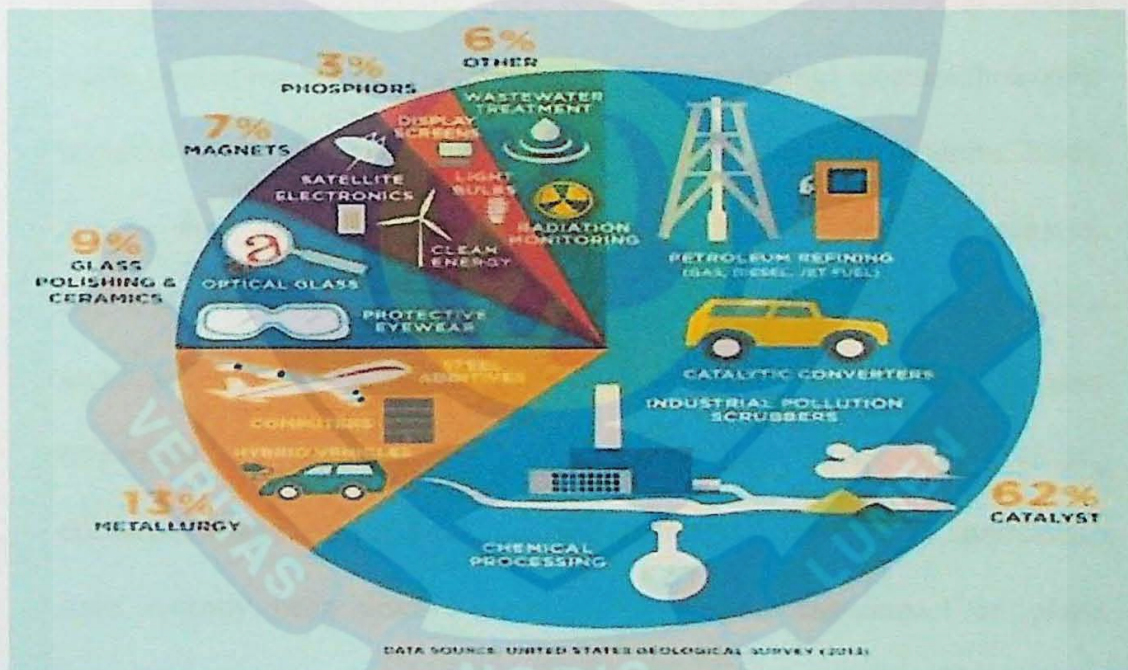 6%
OTHER
3%
PHOSPHORS
7%
MAGNETS
9%
GLASS
POLISHING &
CERAMICS
13%
METALLURGY
62%
CATALYST
WASTEWATER
TREATMENT
RADIATION
MONITORING
DISPLAY
SCREENS
LIGHT
BULBS
SATELLITE
ELECTRONICS
CLEAN
ENERGY
a
OPTICAL GLASS
PROTECTIVE
EYEWEAR
STEEL
ADDITIVES
COMPUTERS
HYBRID VEHICLES
PETROLEUM REFINING
(GAS, DIESEL, JET FUEL)
CATALYTIC CONVERTERS
INDUSTRIAL POLLUTION
SCRUBBERS
CHEMICAL
PROCESSING
VERITAS
LUMEN
DATA SOURCE: UNITED STATES GEOLOGICAL SURVEY (2013)